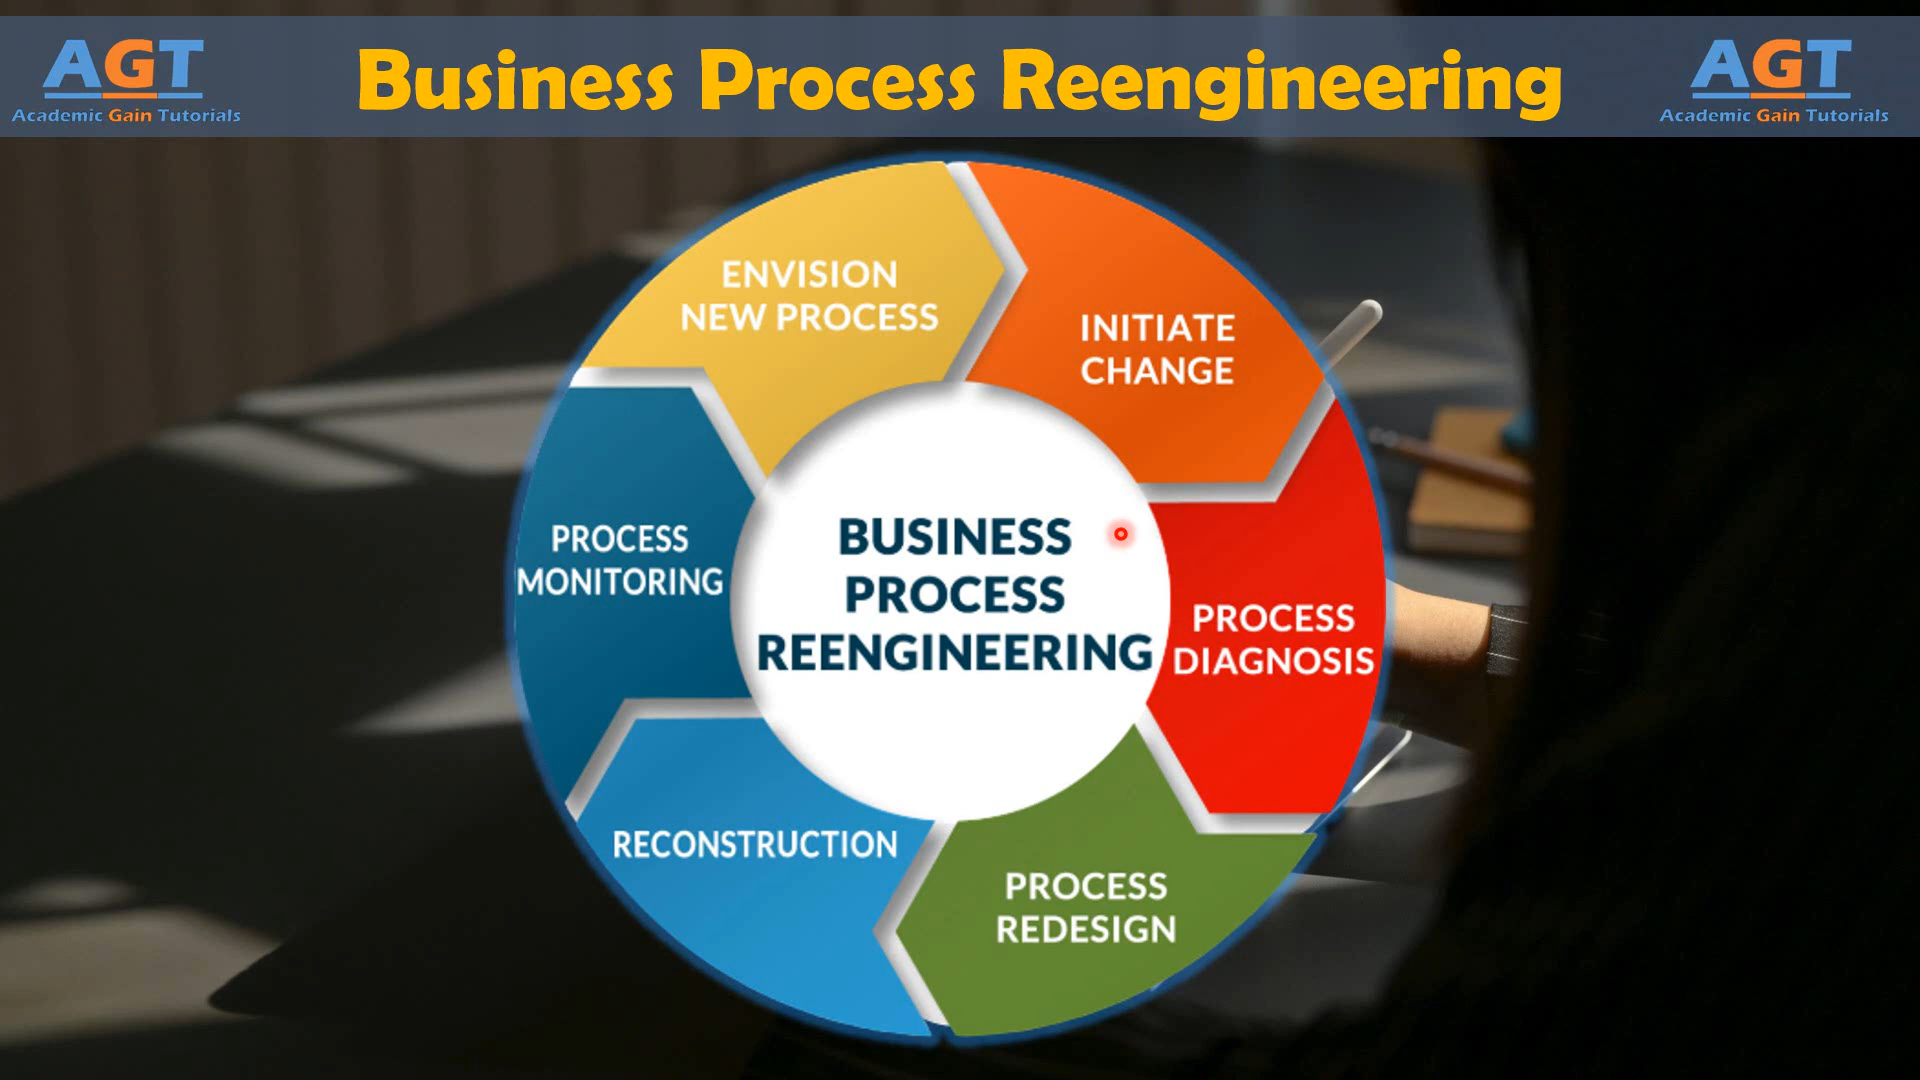 AGT
Academic Gain Tutorials
Business Process Reengineering
AGT
Academic Gain Tutorials
ENVISION
NEW PROCESS
INITIATE
CHANGE
PROCESS
DIAGNOSIS
PROCESS
REDESIGN
RECONSTRUCTION
PROCESS
MONITORING
BUSINESS
PROCESS
REENGINEERING